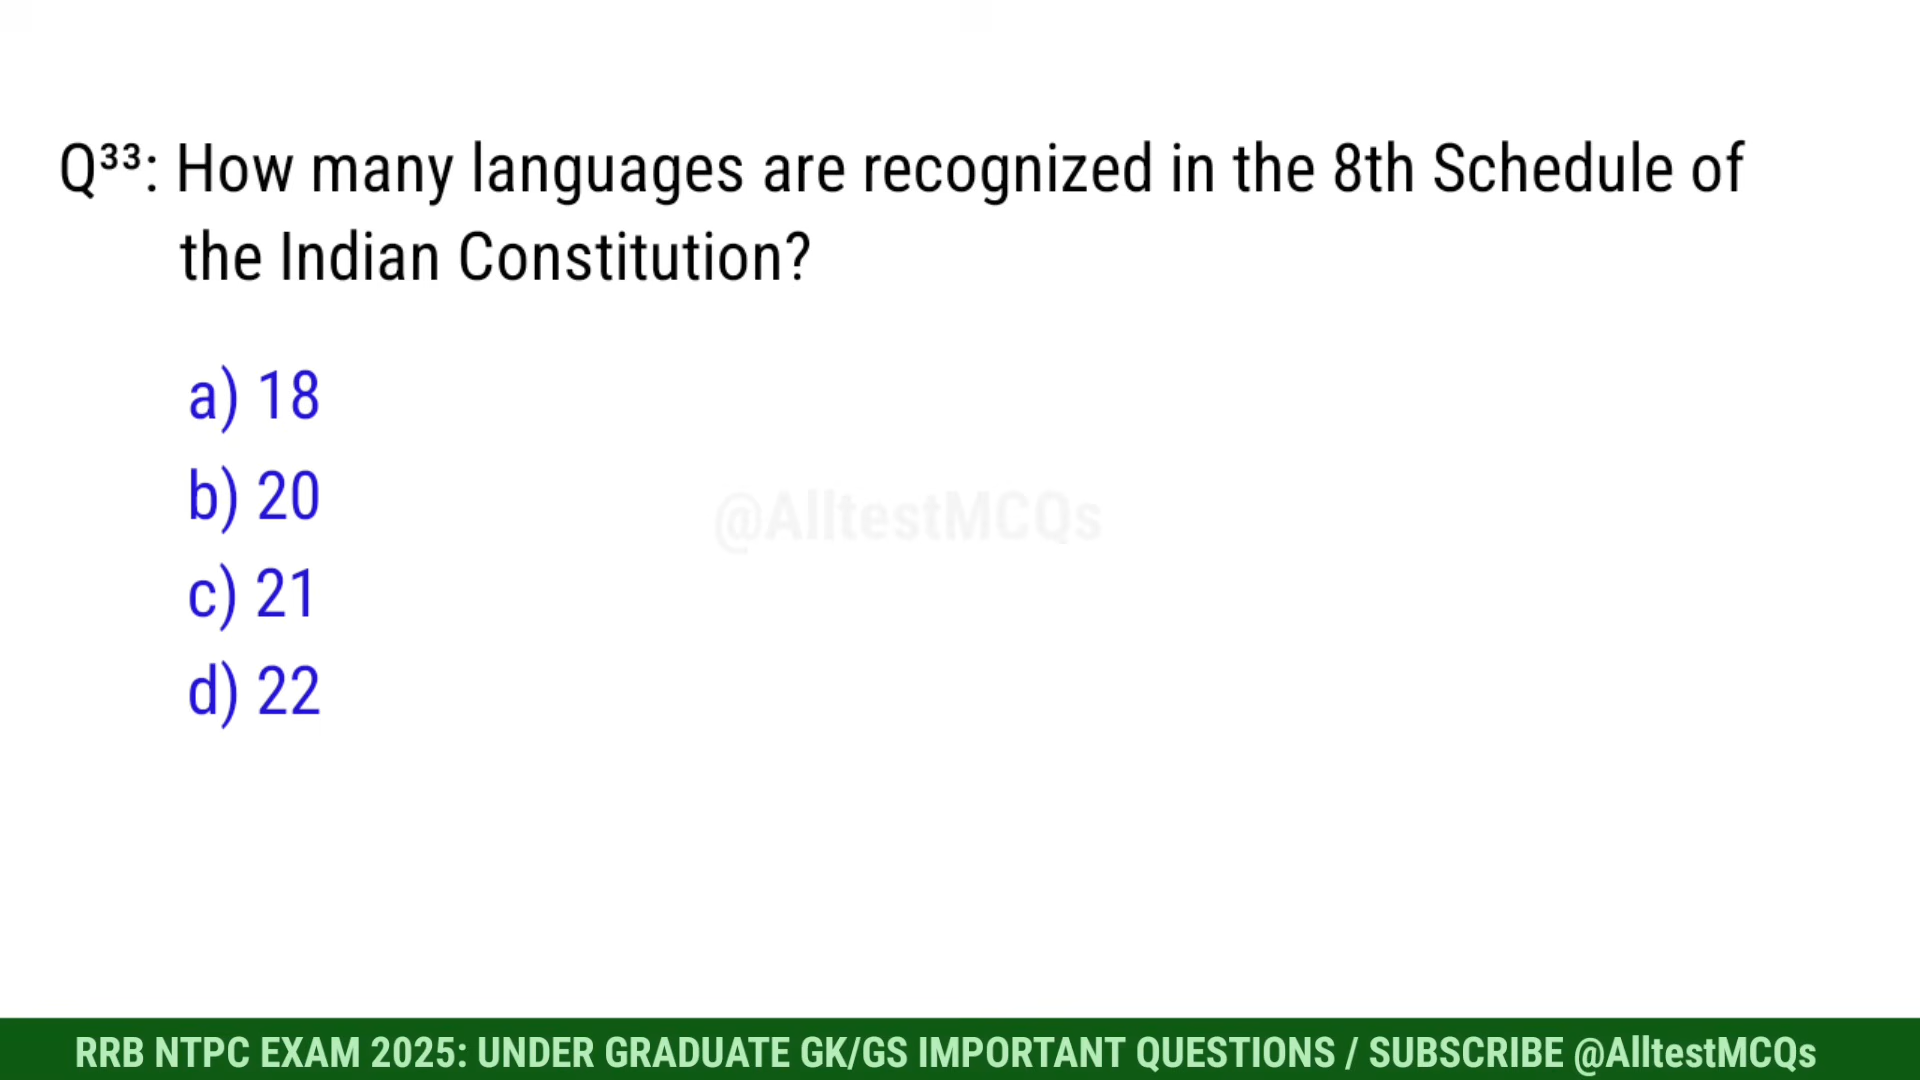 Q³³: How many languages are recognized in the 8th Schedule of
the Indian Constitution?
a) 18
b) 20
@AlltestMCQs
c) 21
d) 22
RRB NTPC EXAM 2025: UNDER GRADUATE GK/GS IMPORTANT QUESTIONS / SUBSCRIBE @AlltestMCQs